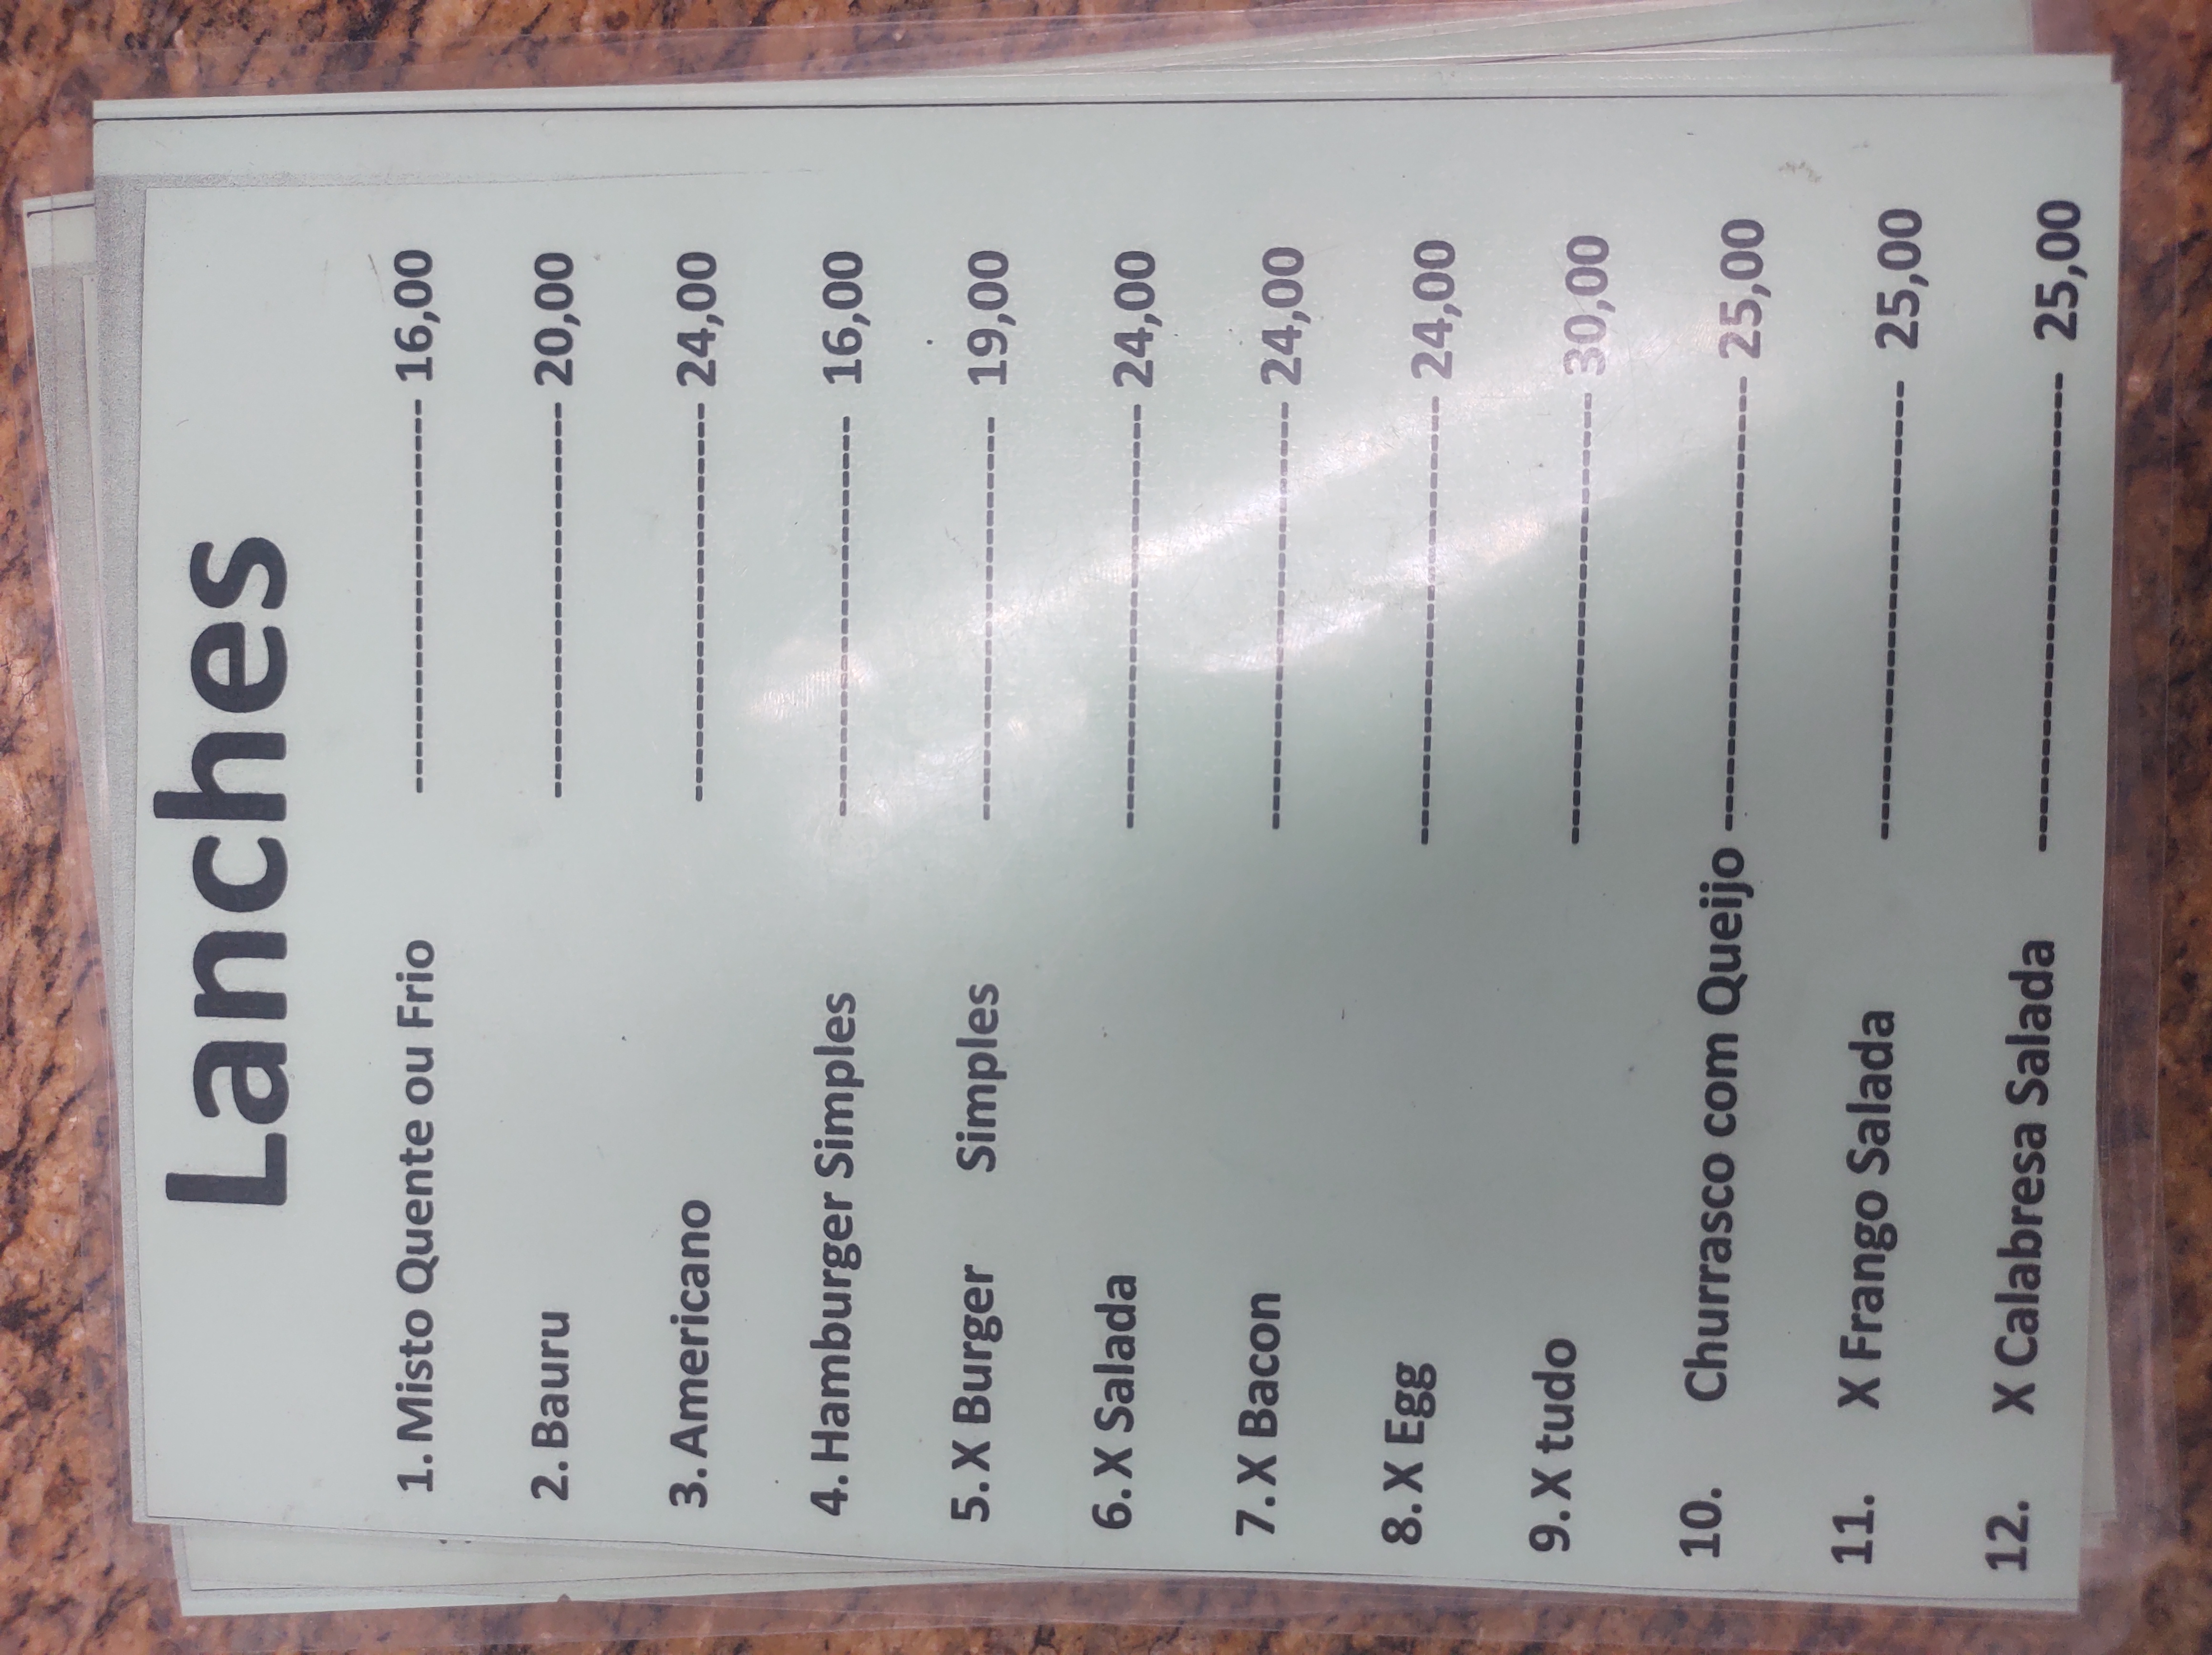 Lanches
1. Misto Quente ou Frio --------------------- 16,00
2. Bauru --------------------- 20,00
3. Americano --------------------- 24,00
4. Hamburger Simples --------------------- 16,00
5. X Burger Simples --------------------- 19,00
6. X Salada ---------------------- 24,00
7. X Bacon ---------------------- 24,00
8. X Egg ----------------------- 24,00
9. X tudo ----------------------- 30,00
10. Churrasco com Queijo ----------------------- 25,00
11. X Frango Salada ----------------------- 25,00
12. X Calabresa Salada ------------------------ 25,00